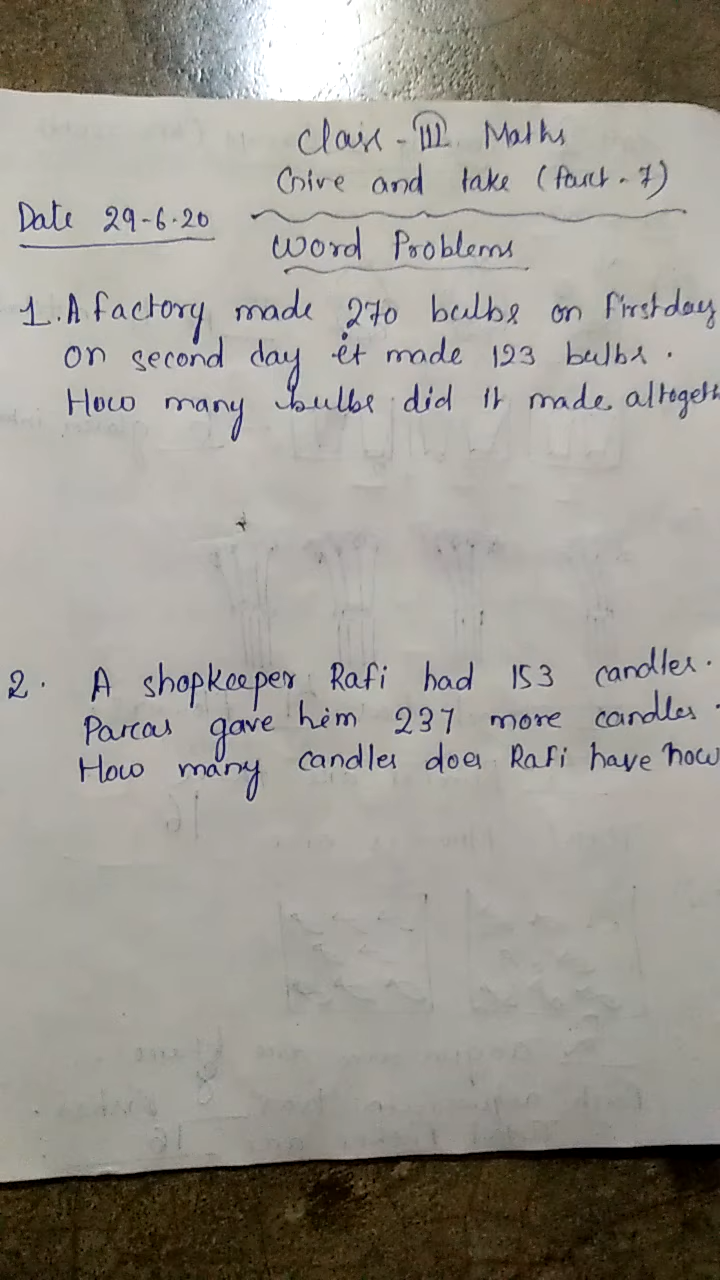 Class - III Maths
Give and take (Part - 7)
Date 29-6-20
Word Problems
1. A factory made 270 bulbs on first day
on second day it made 123 bulbs.
How many bulbs did it made altogeth
2. A shopkeeper Rafi had 153 candles.
Paras gave him 237 more candles.
How many candles does Rafi have now